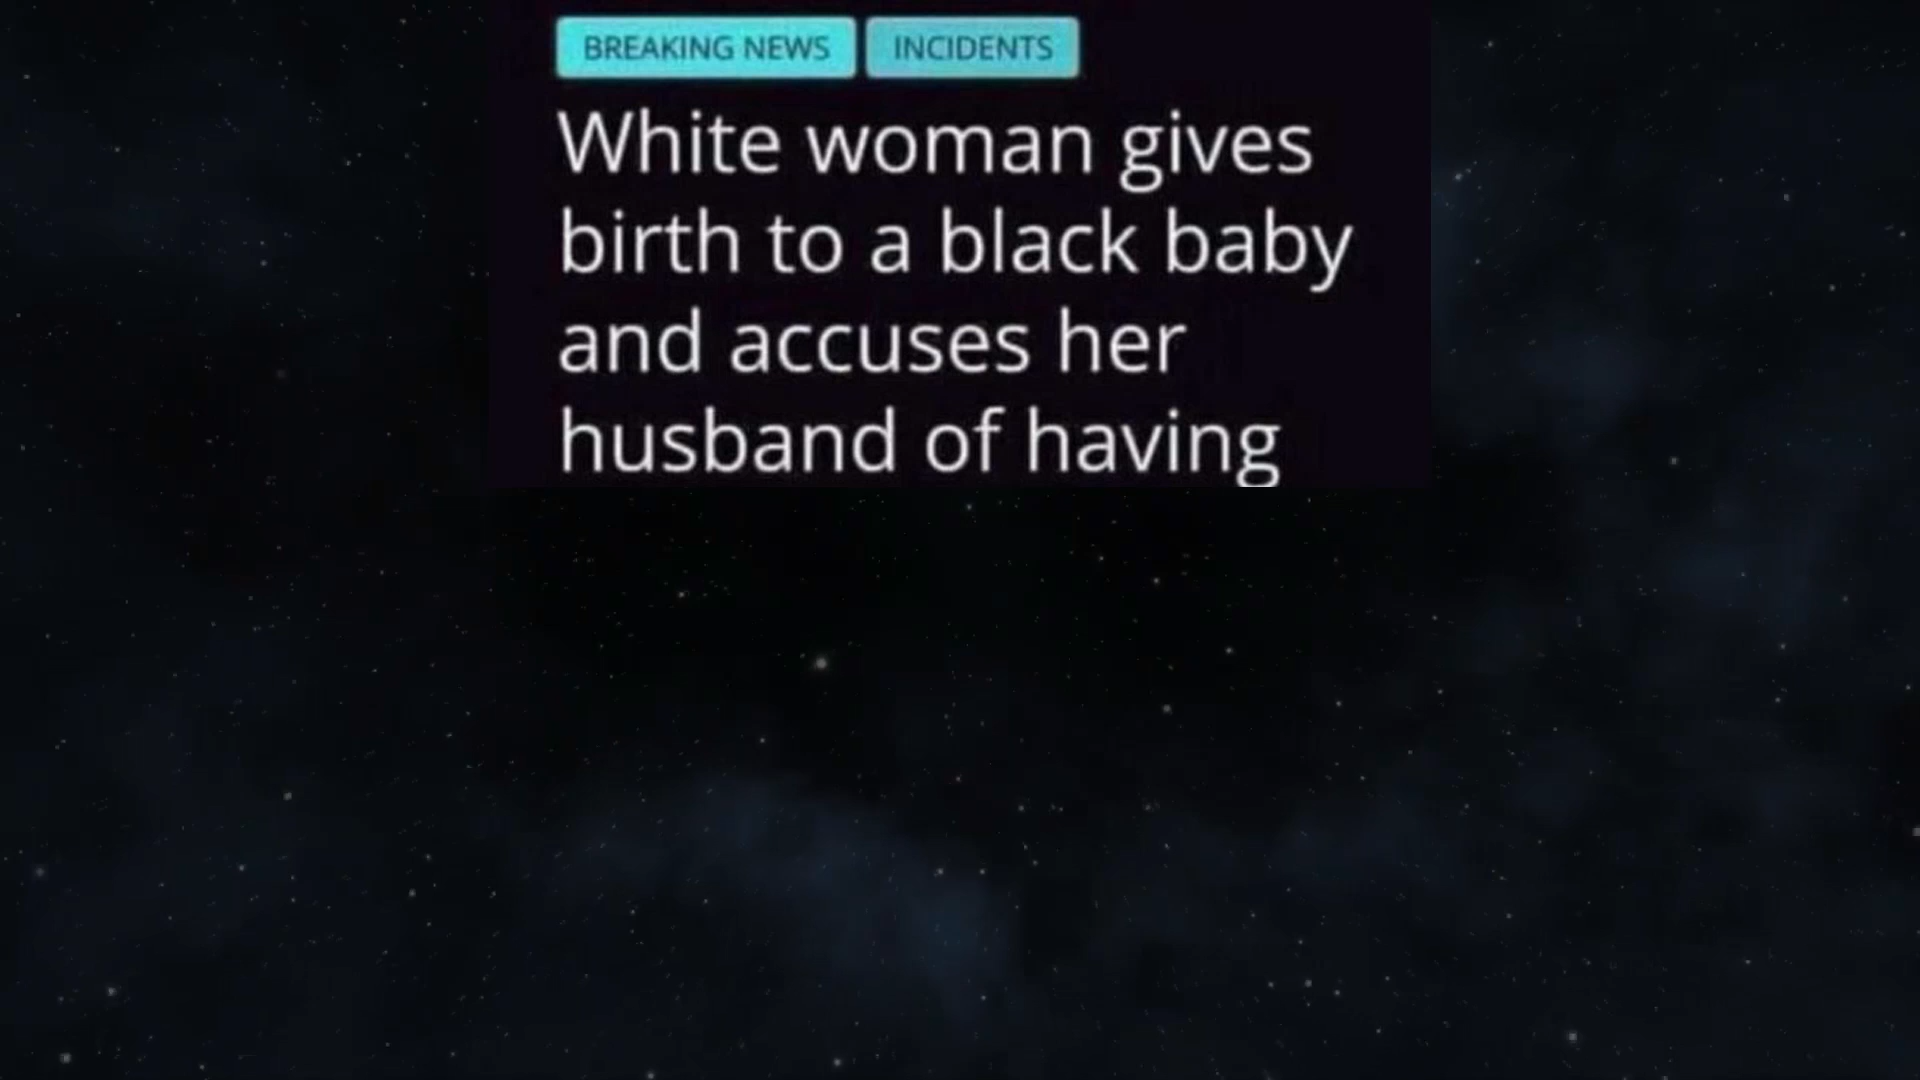 BREAKING NEWS INCIDENTS
White woman gives
birth to a black baby
and accuses her
husband of having